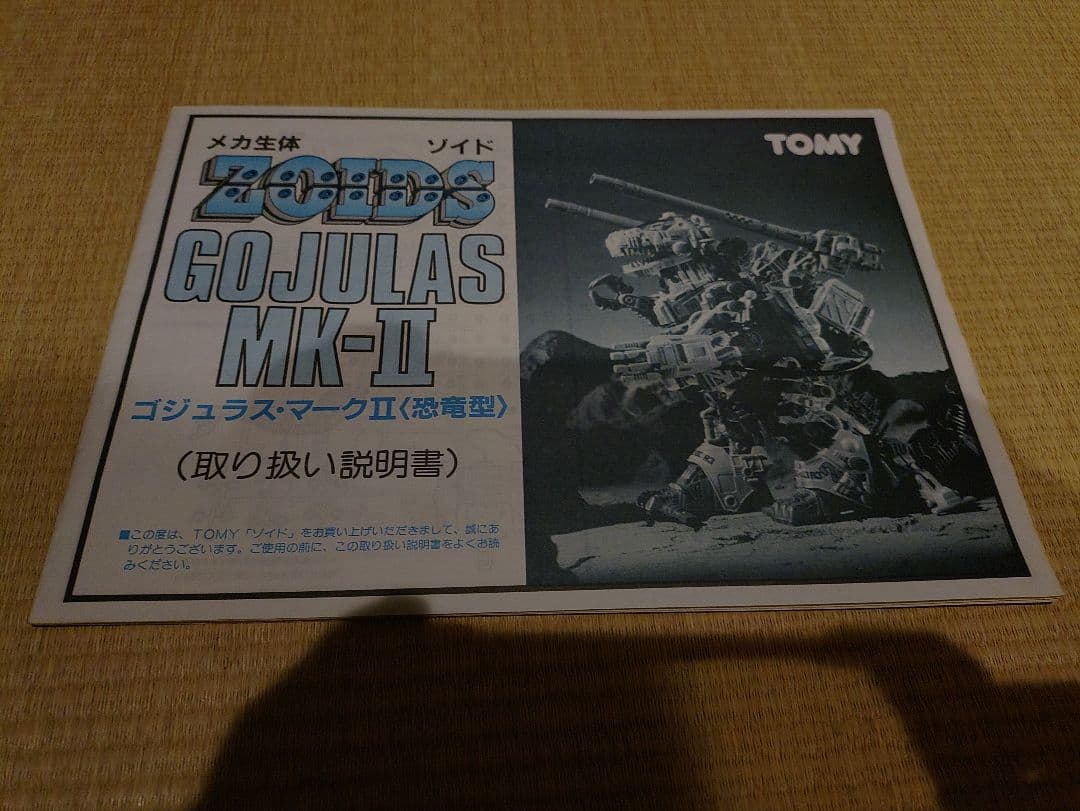 メカ生体 ゾイド
ZOIDS
GOJULAS
MK-II
ゴジュラス・マークII〈恐竜型〉
(取り扱い説明書)
■この度は、TOMY「ゾイド」をお買い上げいただきまして、誠にあ
りがとうございます。ご使用の前に、この取り扱い説明書をよくお読
みください。
TOMY